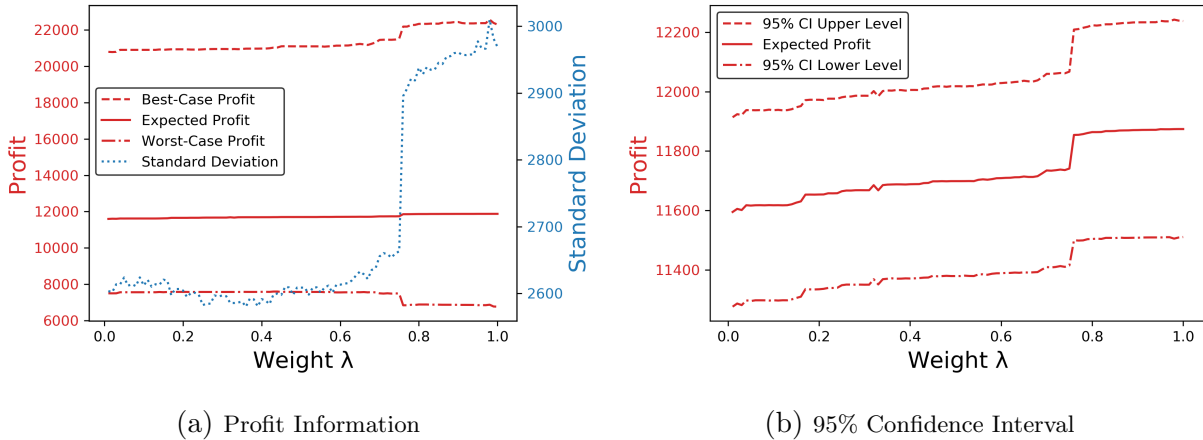 22000
20000
18000
16000
14000
12000
10000
8000
6000
Profit
Best-Case Profit
Expected Profit
Worst-Case Profit
Standard Deviation
3000
2900
2800
2700
2600
Standard Deviation
0.0 0.2 0.4 0.6 0.8 1.0
Weight λ
(a) Profit Information
12200
12000
11800
11600
11400
Profit
95% CI Upper Level
Expected Profit
95% CI Lower Level
0.0 0.2 0.4 0.6 0.8 1.0
Weight λ
(b) 95% Confidence Interval